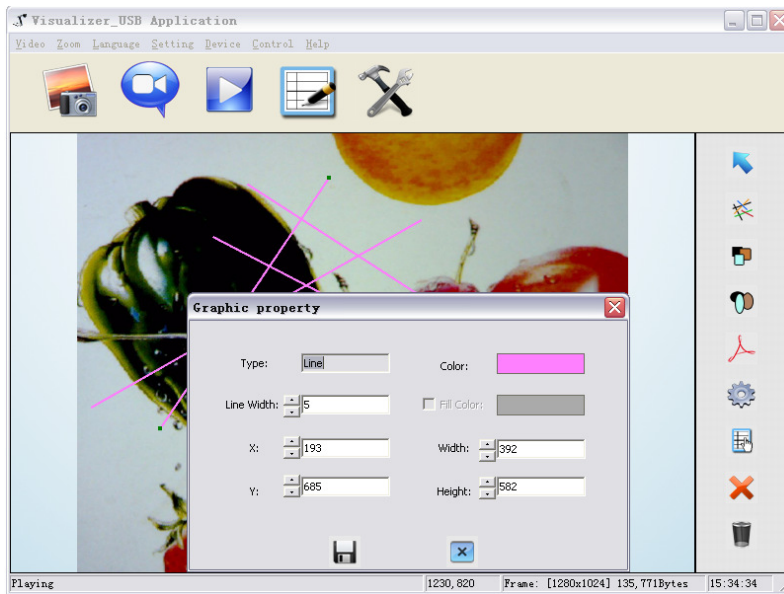 Visualizer_USB Application
Video Zoom Language Setting Device Control Help
Graphic property
Type: Line Color:
Line Width: 5 Fill Color:
X: 193 Width: 392
Y: 685 Height: 582
Playing 1230,820 Frame: [1280x1024] 135,771Bytes 15:34:34